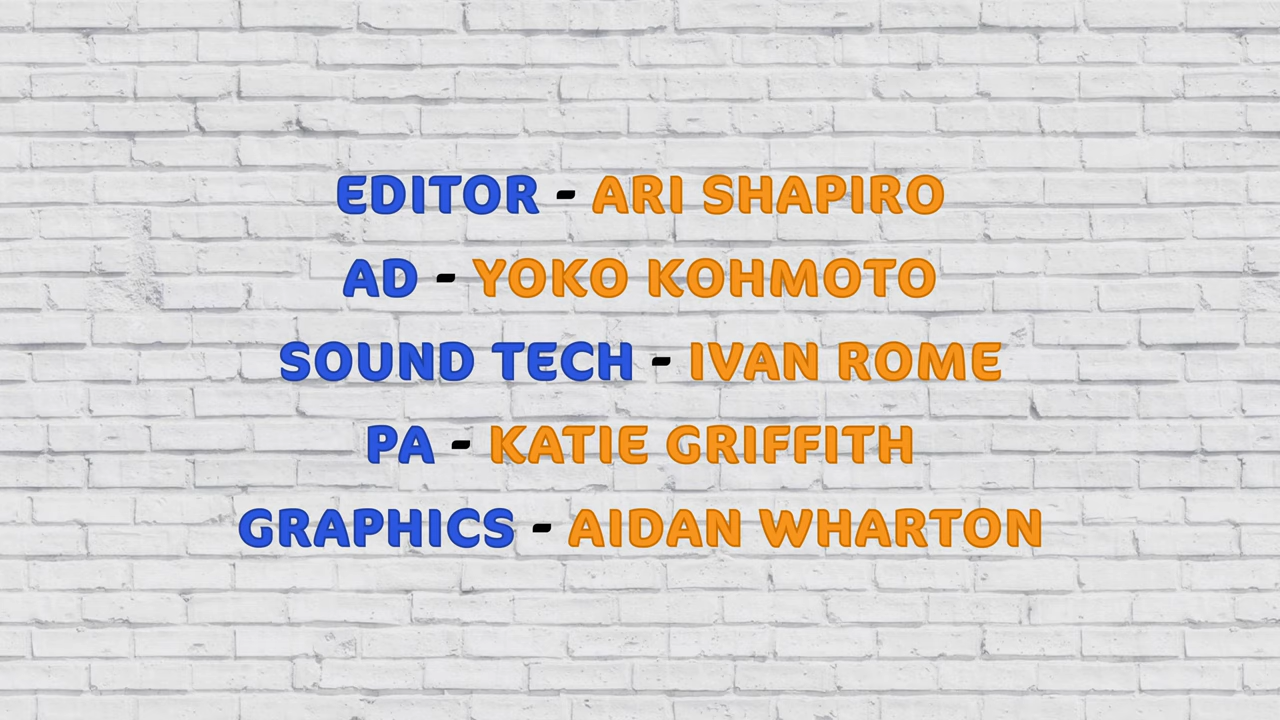 EDITOR - ARI SHAPIRO
AD - YOKO KOHMOTO
SOUND TECH - IVAN ROME
PA - KATIE GRIFFITH
GRAPHICS - AIDAN WHARTON